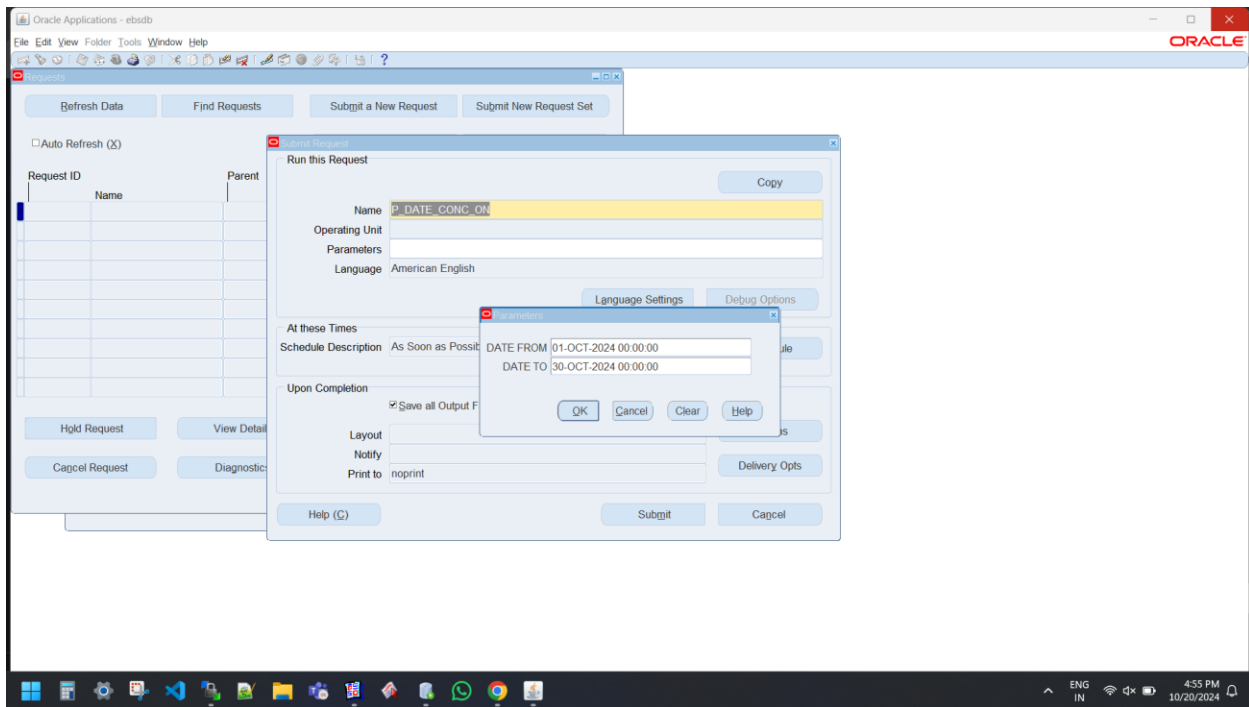 Oracle Applications - ebsdb
File Edit View Folder Tools Window Help
ORACLE
Requests
Refresh Data Find Requests Submit a New Request Submit New Request Set
Auto Refresh (X)
Request ID Parent
Name
Submit Request
Run this Request
Copy
Name P_DATE_CONC_ON
Operating Unit
Parameters
Language American English
Language Settings Debug Options
At these Times
Schedule Description As Soon as Possib
ule
Parameters
DATE FROM 01-OCT-2024 00:00:00
DATE TO 30-OCT-2024 00:00:00
OK Cancel Clear Help
Upon Completion
Save all Output F
Layout
Notify
Print to noprint
Delivery Opts
Help (C) Submit Cancel
Hold Request View Detail
Cancel Request Diagnostic
ENG
IN
4:55 PM
10/20/2024